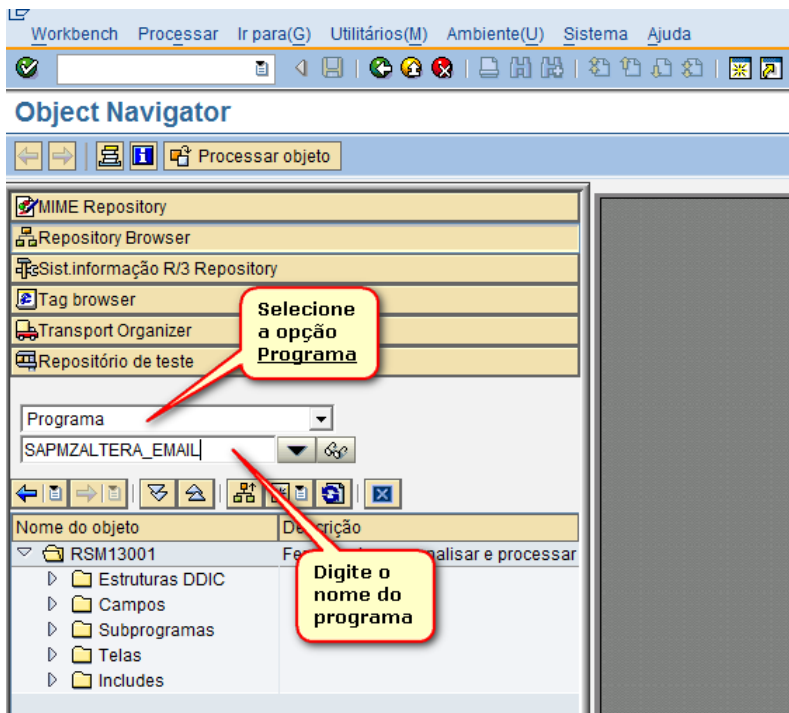 Workbench Processar Ir para(G) Utilitários(M) Ambiente(U) Sistema Ajuda
Object Navigator
Processar objeto
MIME Repository
Repository Browser
Sist.informação R/3 Repository
Tag browser
Transport Organizer
Repositório de teste
Selecione
a opção
Programa
Programa
SAPMZALTERA_EMAIL
Nome do objeto
RSM13001 alisar e processar
Estruturas DDIC
Campos
Subprogramas
Telas
Includes
Digite o
nome do
programa